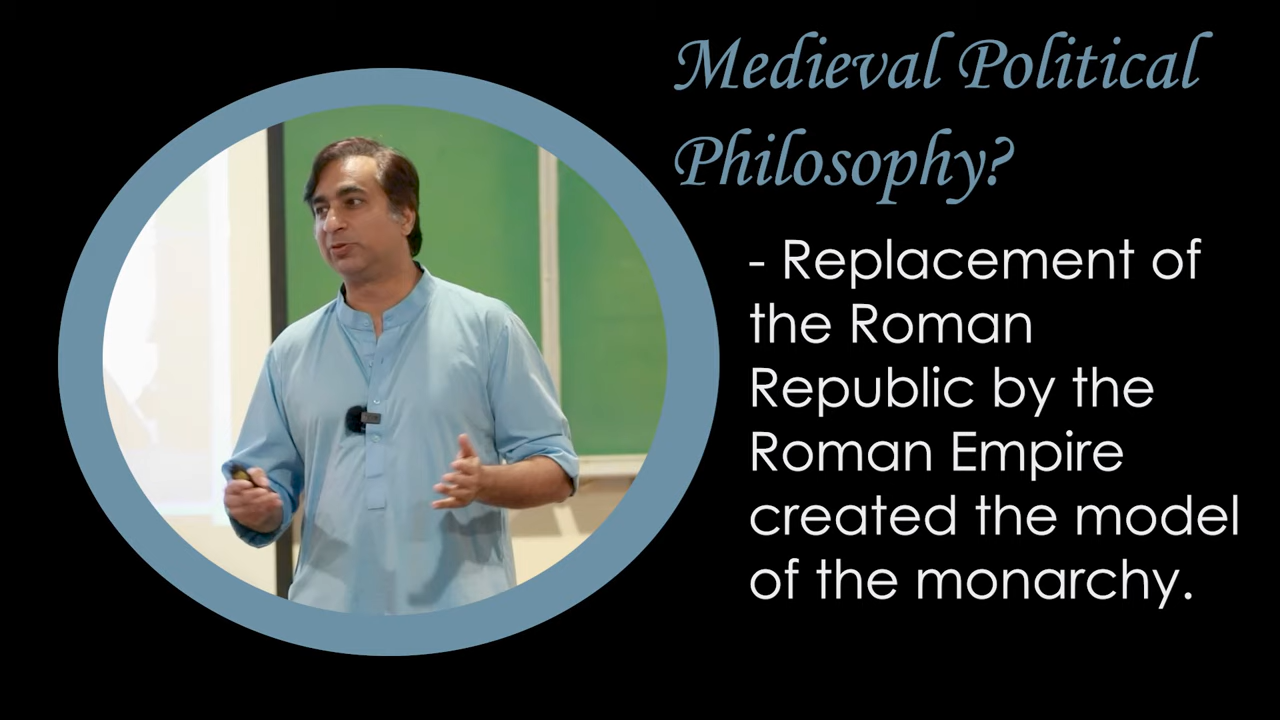 Medieval Political
Philosophy?
- Replacement of
the Roman
Republic by the
Roman Empire
created the model
of the monarchy.